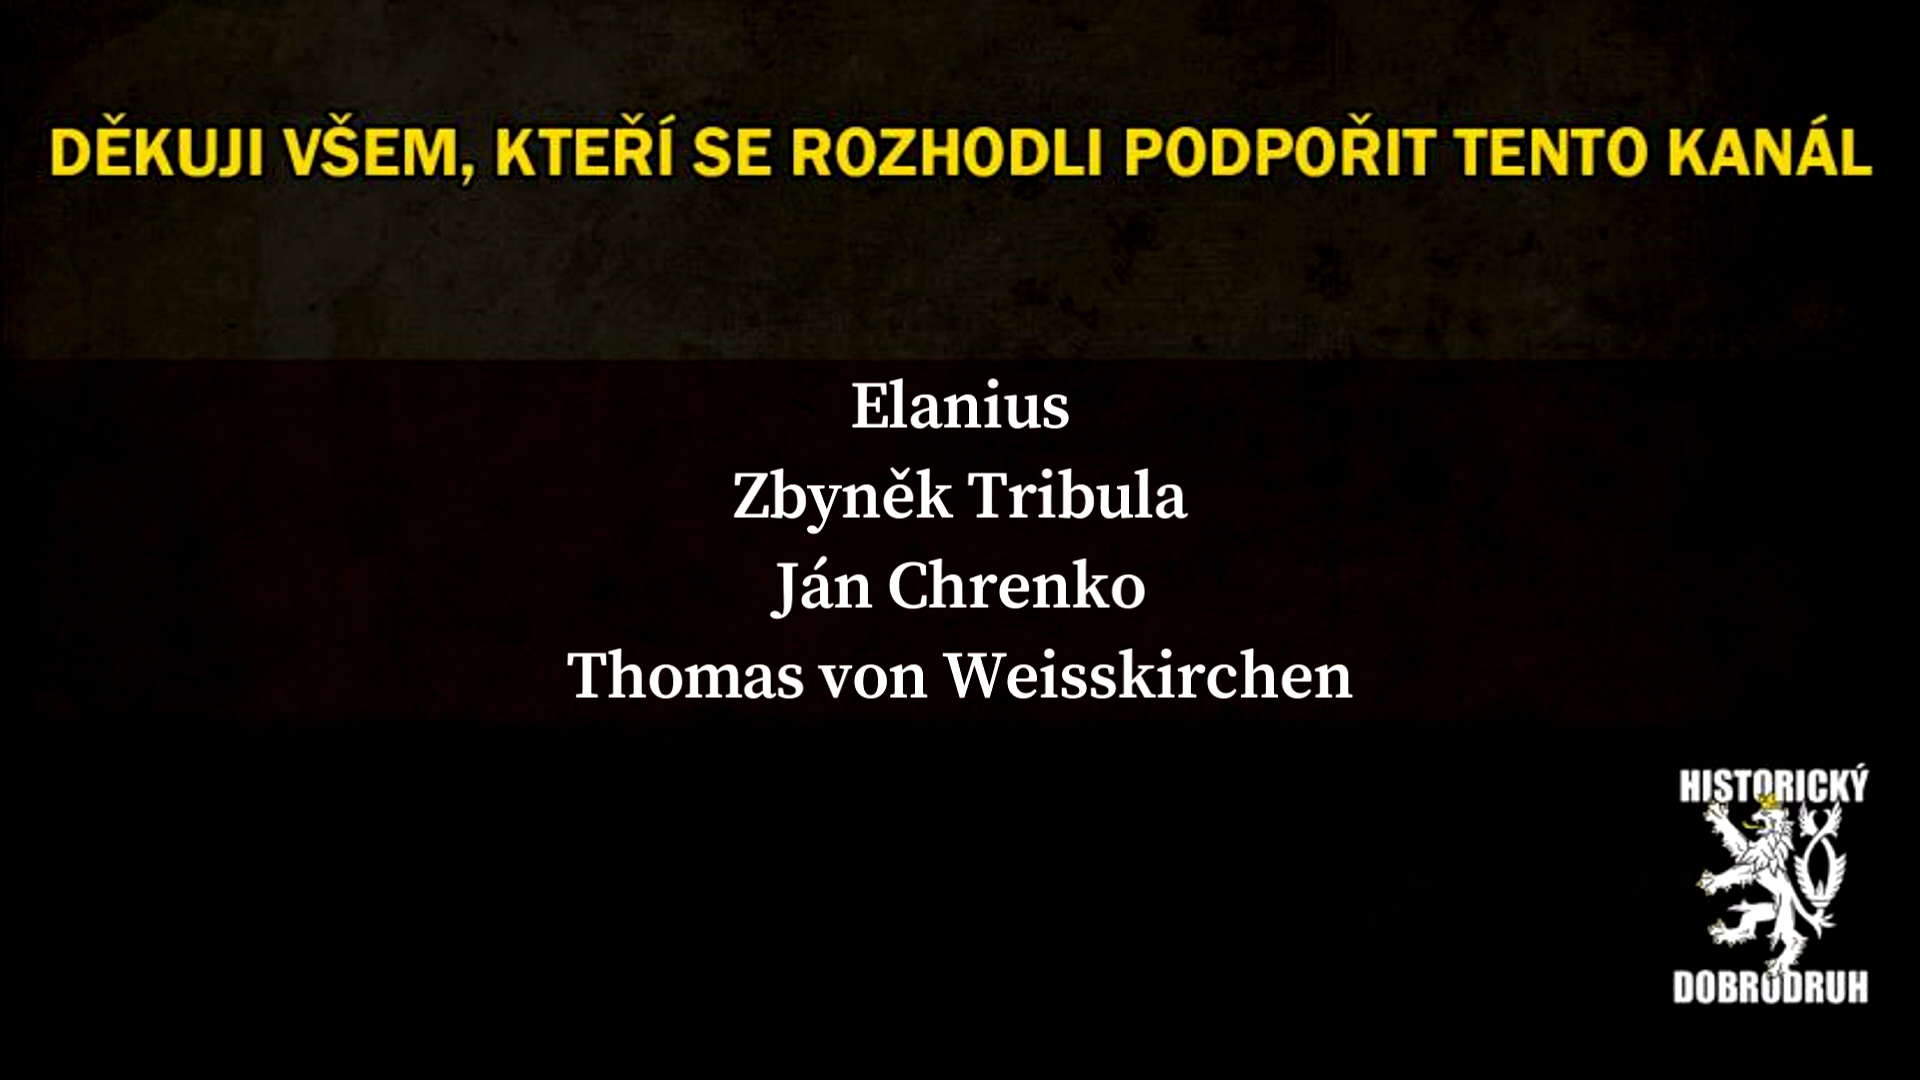 DĚKUJI VŠEM, KTEŘÍ SE ROZHODLI PODPOŘIT TENTO KANÁL
Elanius
Zbyněk Tribula
Ján Chrenko
Thomas von Weisskirchen
HISTORICKÝ
DOBRODRUH